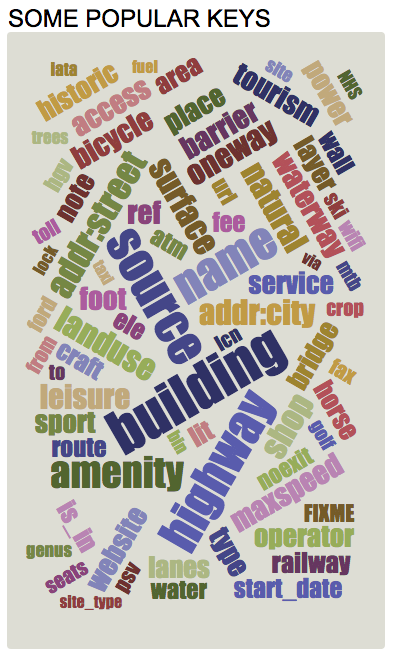 SOME POPULAR KEYS
iata
fuel
historic
access
area
site
tourism
power
NHS
trees
bicycle
place
barrier
oneway
wall
layer
hgv
note
addr:street
surface
url
natural
waterway
ski
wifi
toll
ref
atm
fee
lock
source
name
via
mtb
service
ford
foot
ele
addr:city
crop
landuse
lcn
bridge
from
craft
to
building
fax
leisure
horse
sport
bin
lit
shop
golf
route
amenity
highway
noexit
maxspeed
is_in
FIXME
website
type
operator
genus
seats
psv
lanes
railway
site_type
water
start_date